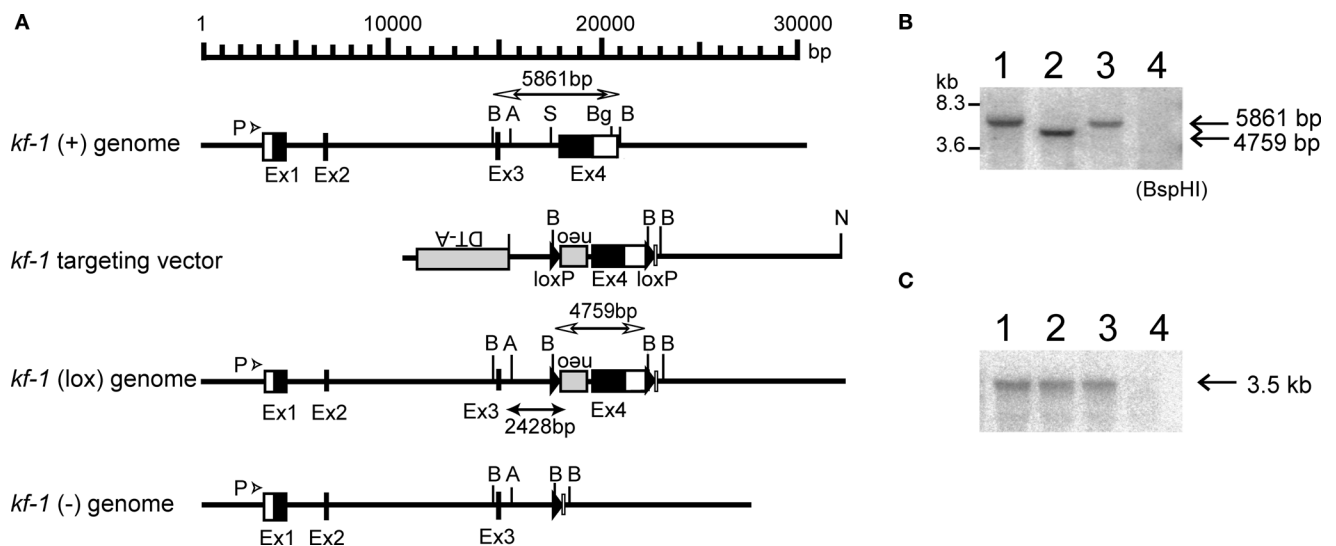 A
1 10000 20000 30000
bp
5861bp
B A S Bg B
P
kf-1 (+) genome
Ex1 Ex2 Ex3 Ex4
DT-A
B neo B B N
kf-1 targeting vector
loxP Ex4 loxP
4759bp
B A B neo B B
P
kf-1 (lox) genome
Ex1 Ex2 Ex3 Ex4
2428bp
B A B B
P
kf-1 (-) genome
Ex1 Ex2 Ex3
B
1 2 3 4
kb
8.3
5861 bp
4759 bp
3.6
(BspHI)
C
1 2 3 4
3.5 kb